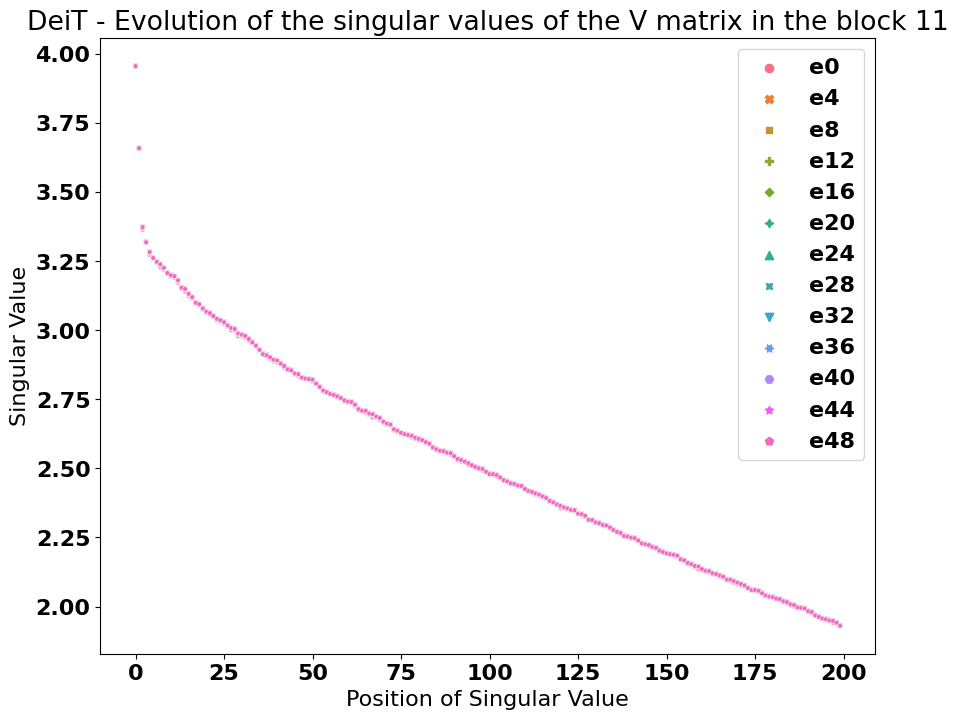 DeiT - Evolution of the singular values of the V matrix in the block 11
4.00
3.75
3.50
3.25
3.00
2.75
2.50
2.25
2.00
Singular Value
0 25 50 75 100 125 150 175 200
Position of Singular Value
e0
e4
e8
e12
e16
e20
e24
e28
e32
e36
e40
e44
e48